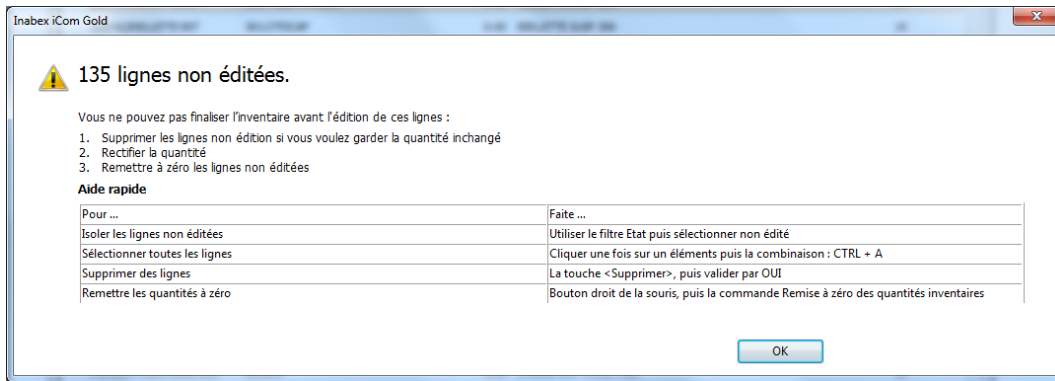 Inabex iCom Gold
135 lignes non éditées.
Vous ne pouvez pas finaliser l'inventaire avant l'édition de ces lignes :
1. Supprimer les lignes non édition si vous voulez garder la quantité inchangé
2. Rectifier la quantité
3. Remettre à zéro les lignes non éditées
Aide rapide
Pour ... Faite ...
Isoler les lignes non éditées Utiliser le filtre Etat puis sélectionner non édité
Sélectionner toutes les lignes Cliquer une fois sur un éléments puis la combinaison : CTRL + A
Supprimer des lignes La touche <Supprimer>, puis valider par OUI
Remettre les quantités à zéro Bouton droit de la souris, puis la commande Remise à zéro des quantités inventaires
OK